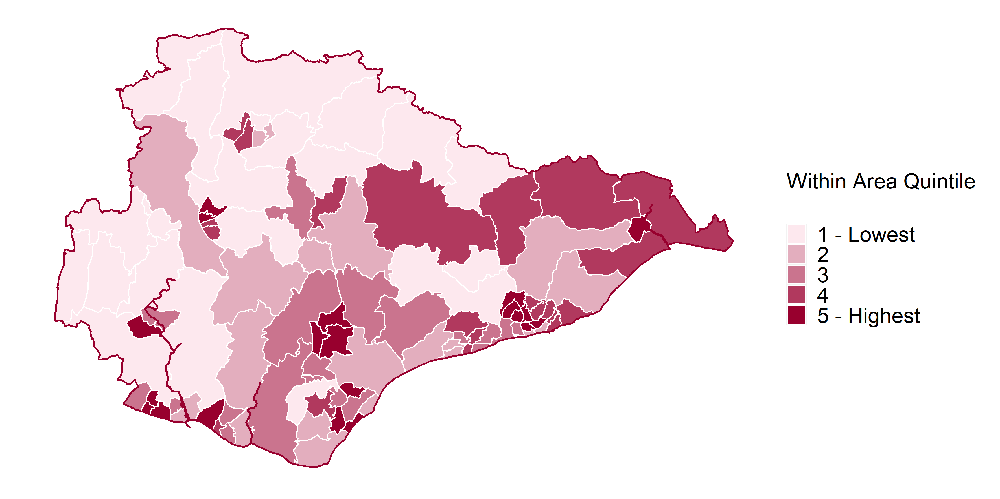 Within Area Quintile
1 - Lowest
2
3
4
5 - Highest